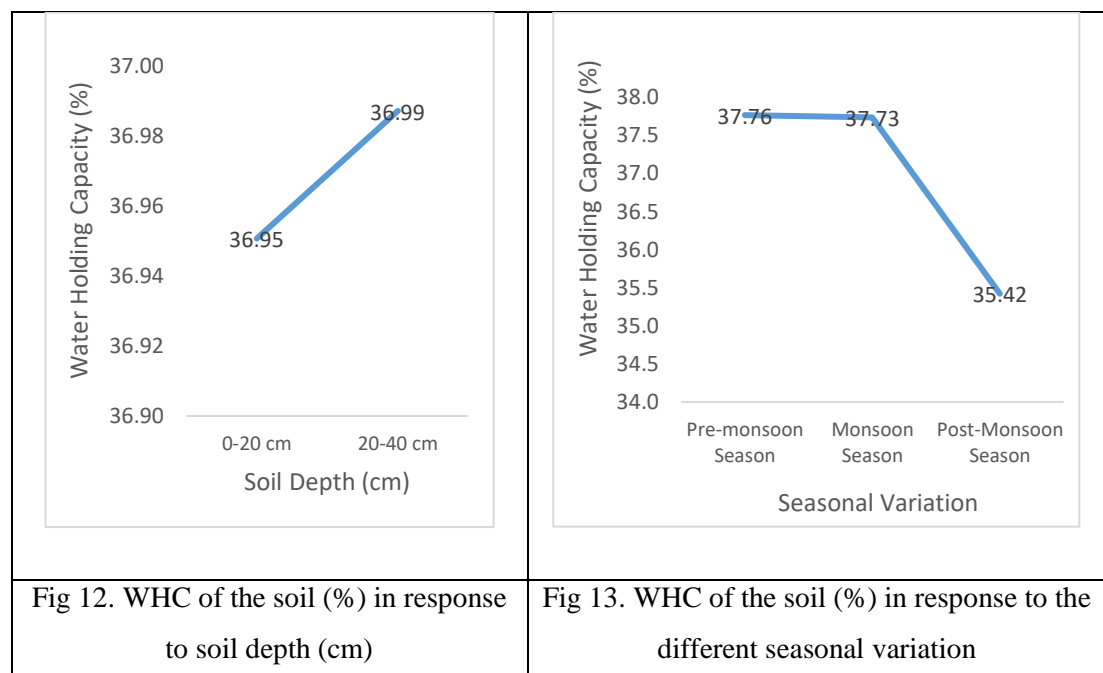 Water Holding Capacity (%)
37.00
36.98
36.96
36.94
36.92
36.90
36.95
36.99
0-20 cm
20-40 cm
Soil Depth (cm)
Fig 12. WHC of the soil (%) in response
to soil depth (cm)
Water Holding Capacity (%)
38.0
37.5
37.0
36.5
36.0
35.5
35.0
34.5
34.0
37.76
37.73
35.42
Pre-monsoon
Season
Monsoon
Season
Post-Monsoon
Season
Seasonal Variation
Fig 13. WHC of the soil (%) in response to the
different seasonal variation